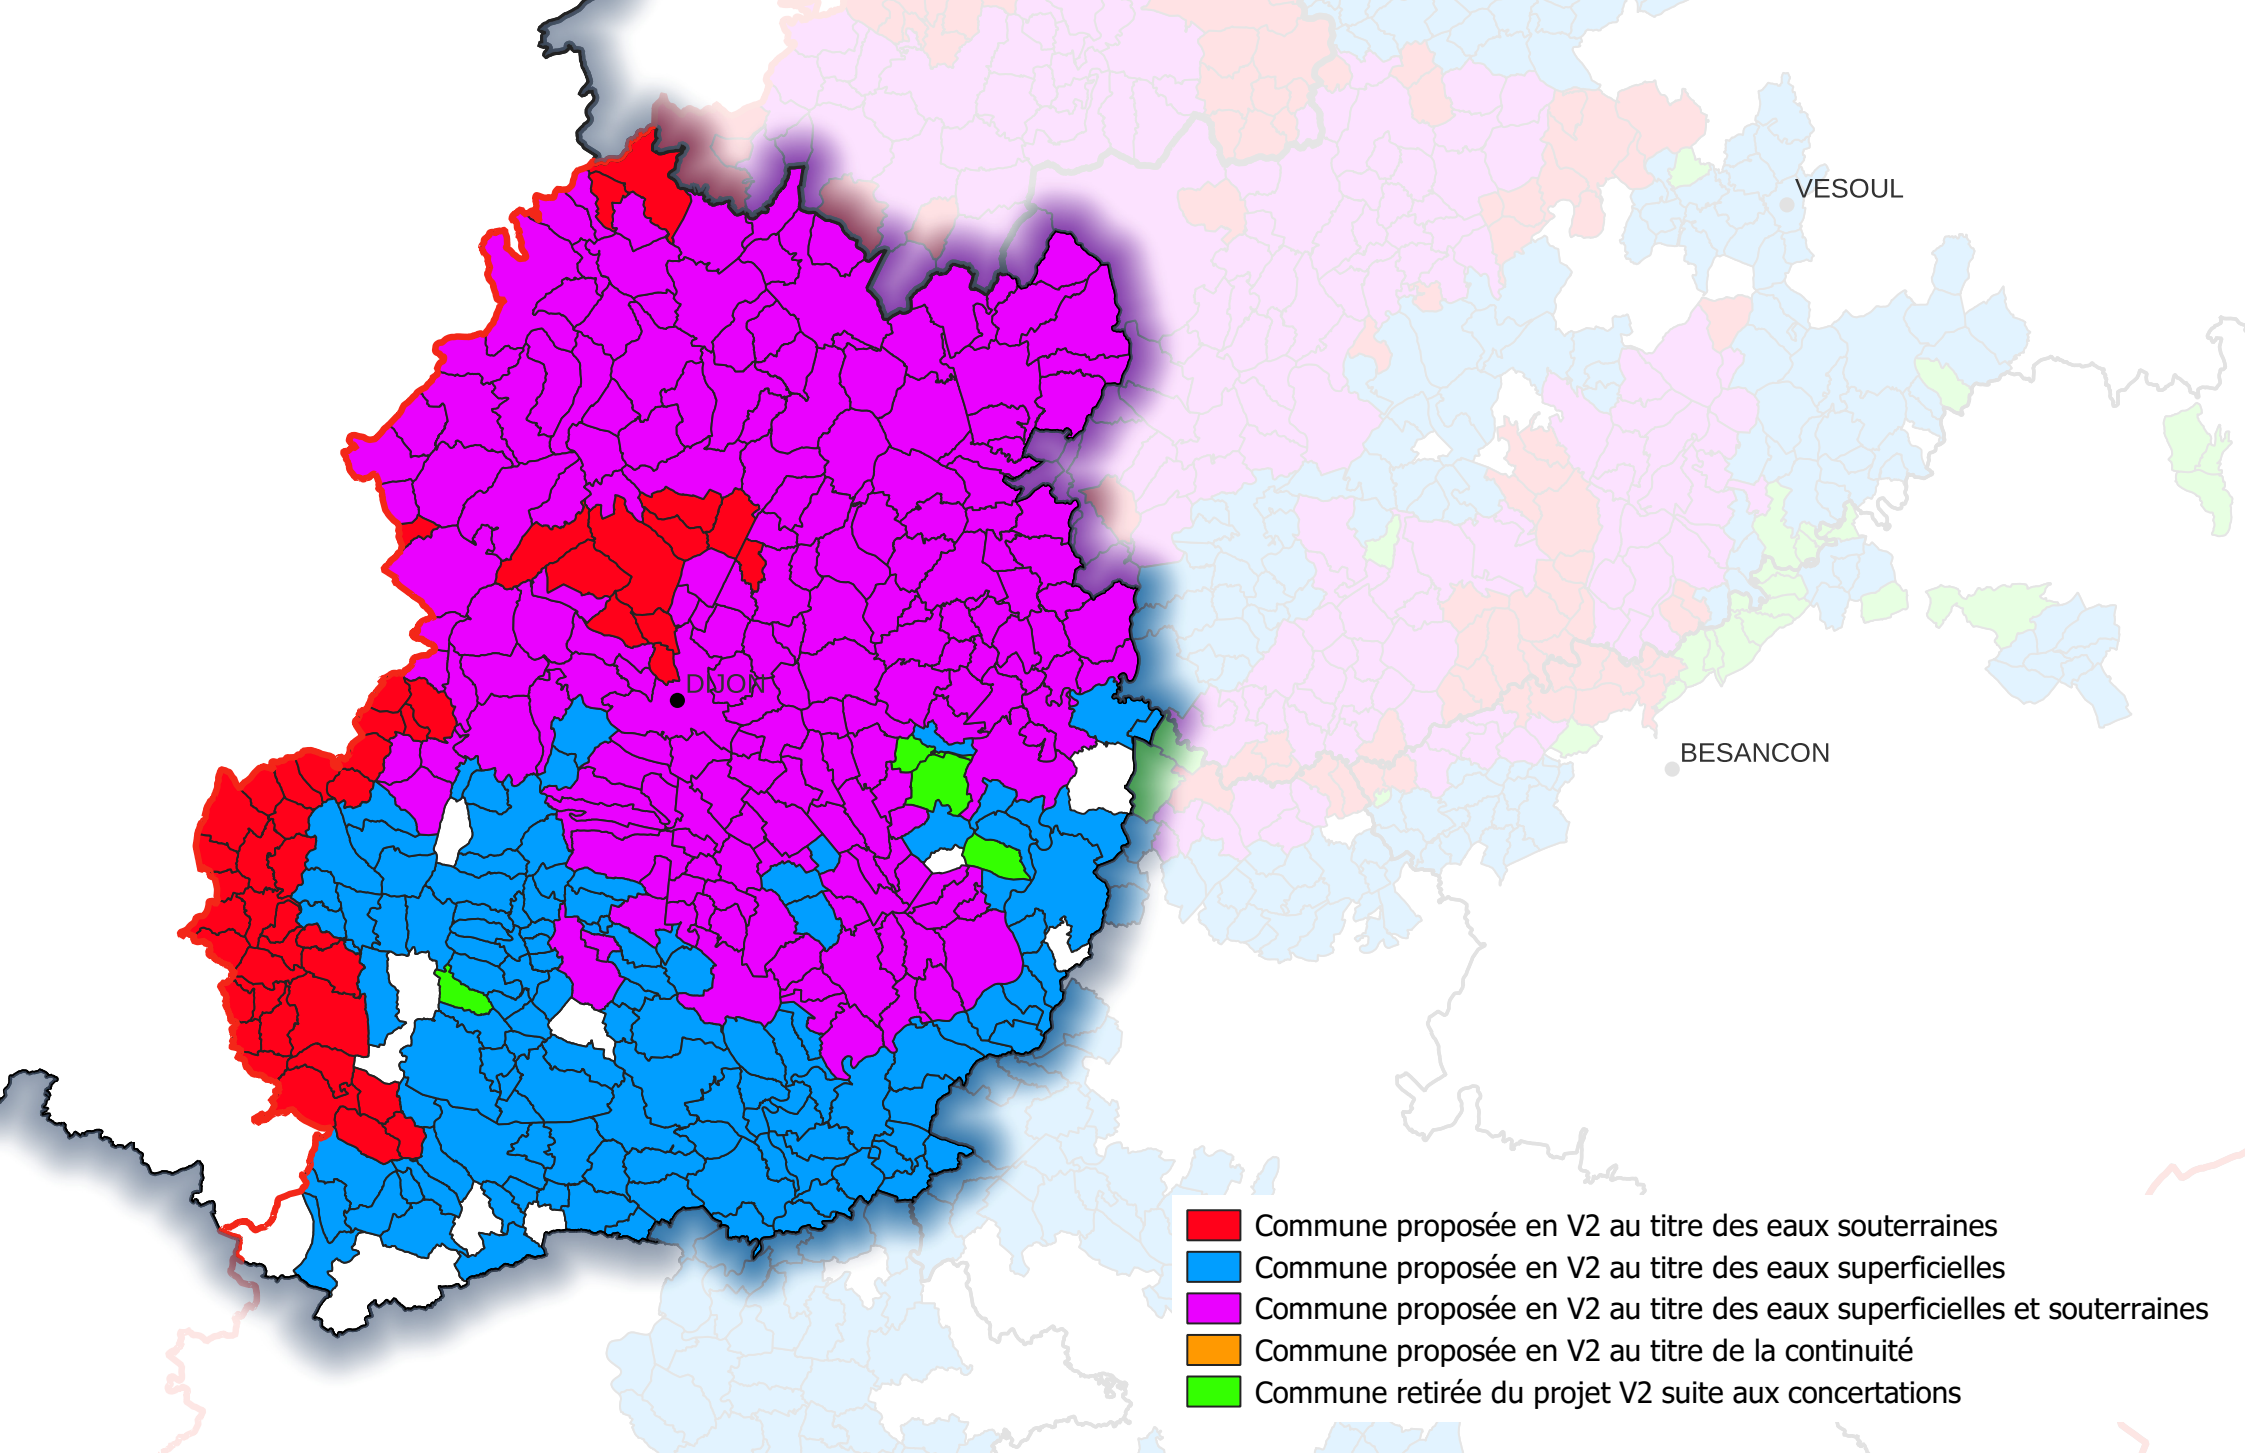 VESOUL
DIJON
BESANCON
Commune proposée en V2 au titre des eaux souterraines
Commune proposée en V2 au titre des eaux superficielles
Commune proposée en V2 au titre des eaux superficielles et souterraines
Commune proposée en V2 au titre de la continuité
Commune retirée du projet V2 suite aux concertations